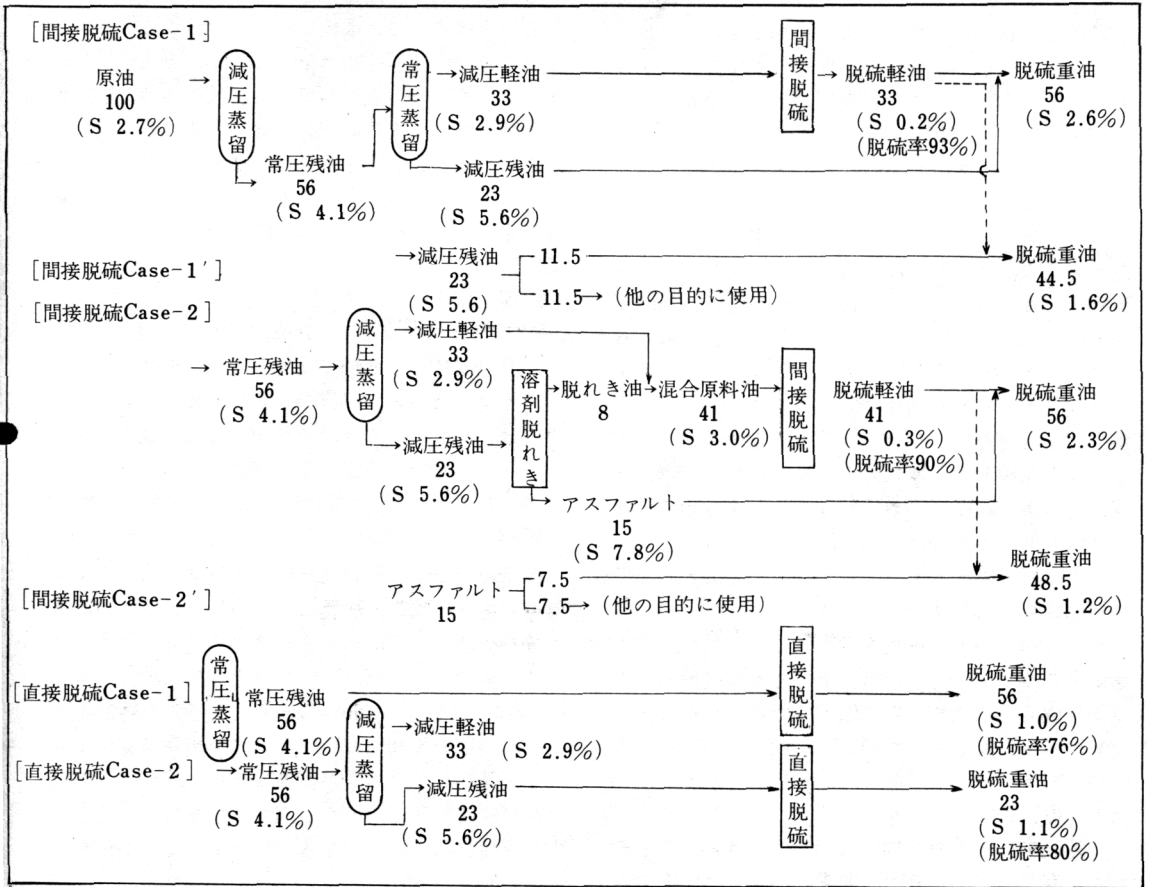 [間接脱硫Case-1]
原油
100
(S 2.7%)
減圧蒸留
常圧残油
56
(S 4.1%)
常圧蒸留
減圧軽油
33
(S 2.9%)
減圧残油
23
(S 5.6%)
間接脱硫
脱硫軽油
33
(S 0.2%)
(脱硫率93%)
脱硫重油
56
(S 2.6%)
[間接脱硫Case-1′]
減圧残油
23
(S 5.6)
11.5
11.5→(他の目的に使用)
脱硫重油
44.5
(S 1.6%)
[間接脱硫Case-2]
→ 常圧残油 →
56
(S 4.1%)
減圧蒸留
→減圧軽油
33
(S 2.9%)
減圧残油→
23
(S 5.6%)
溶剤脱れき
→脱れき油→混合原料油→
8
41
(S 3.0%)
アスファルト
15
(S 7.8%)
間接脱硫
脱硫軽油
41
(S 0.3%)
(脱硫率90%)
脱硫重油
56
(S 2.3%)
[間接脱硫Case-2′]
アスファルト
15
7.5
7.5→(他の目的に使用)
脱硫重油
48.5
(S 1.2%)
[直接脱硫Case-1]
常圧蒸留
常圧残油
56
(S 4.1%)
直接脱硫
脱硫重油
56
(S 1.0%)
(脱硫率76%)
[直接脱硫Case-2]
→常圧残油→
56
(S 4.1%)
減圧蒸留
→減圧軽油
33 (S 2.9%)
→減圧残油
23
(S 5.6%)
直接脱硫
脱硫重油
23
(S 1.1%)
(脱硫率80%)